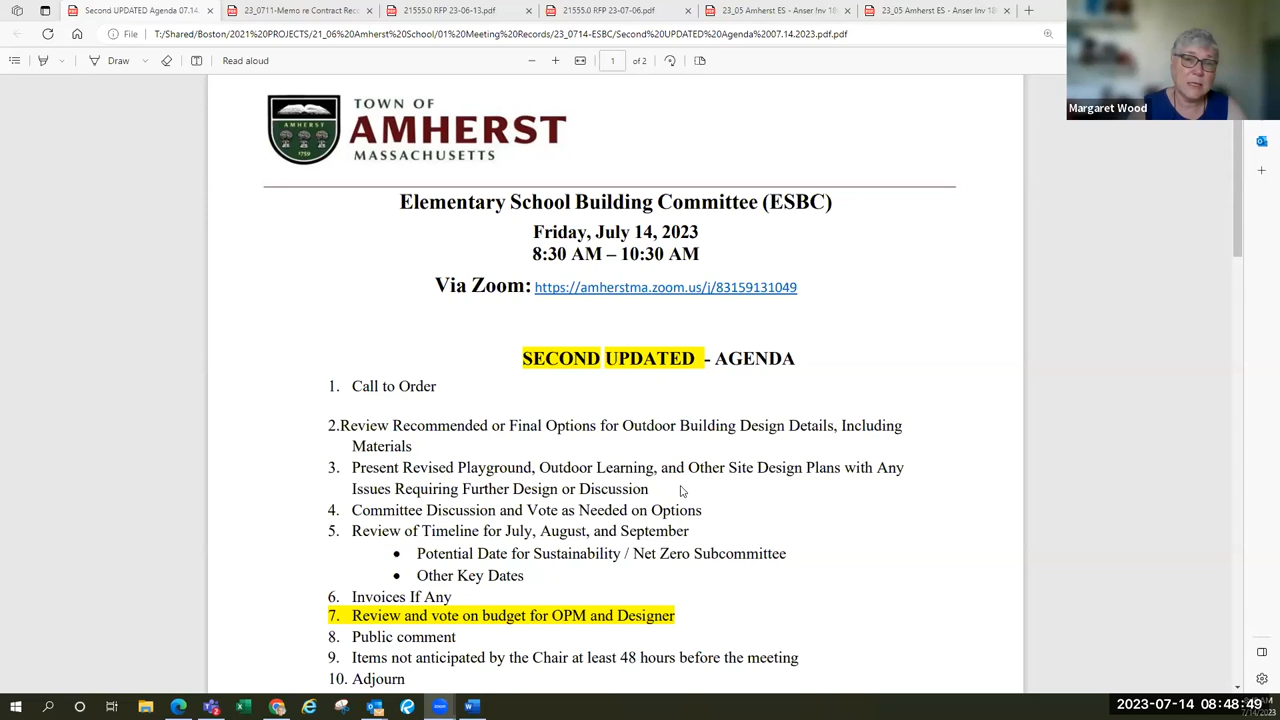 Second UPDATED Agenda 07.14.
23_0711-Memo re Contract Rec
21555.0 RFP 23-06-13.pdf
21555.0 RFP 23-07-06.pdf
23_05 Amherst ES - Anser Inv 18
23_05 Amherst ES - Anser Inv 18
File T:/Shared/Boston/2021%20PROJECTS/21_06%20Amherst%20School/01%20Meeting%20Records/23_0714-ESBC/Second%20UPDATED%20Agenda%2007.14.2023.pdf.pdf
Draw Read aloud 1 of 2
Margaret Wood
TOWN OF
AMHERST
MASSACHUSETTS
AMHERST
1759
Elementary School Building Committee (ESBC)
Friday, July 14, 2023
8:30 AM – 10:30 AM
Via Zoom: https://amherstma.zoom.us/j/83159131049
SECOND UPDATED - AGENDA
1. Call to Order
2.Review Recommended or Final Options for Outdoor Building Design Details, Including
Materials
3. Present Revised Playground, Outdoor Learning, and Other Site Design Plans with Any
Issues Requiring Further Design or Discussion
4. Committee Discussion and Vote as Needed on Options
5. Review of Timeline for July, August, and September
• Potential Date for Sustainability / Net Zero Subcommittee
• Other Key Dates
6. Invoices If Any
7. Review and vote on budget for OPM and Designer
8. Public comment
9. Items not anticipated by the Chair at least 48 hours before the meeting
10. Adjourn
2023-07-14 08:48:49